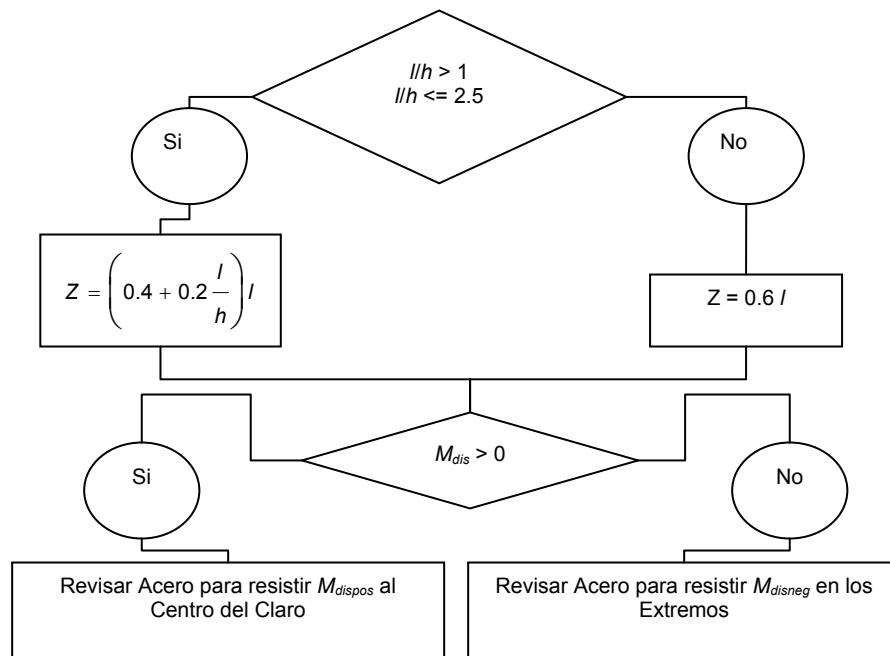 l/h > 1
l/h <= 2.5
Si
No
Z = (0.4 + 0.2 l/h) l
Z = 0.6 l
M_dis > 0
Si
No
Revisar Acero para resistir M_dispos al
Centro del Claro
Revisar Acero para resistir M_disneg en los
Extremos